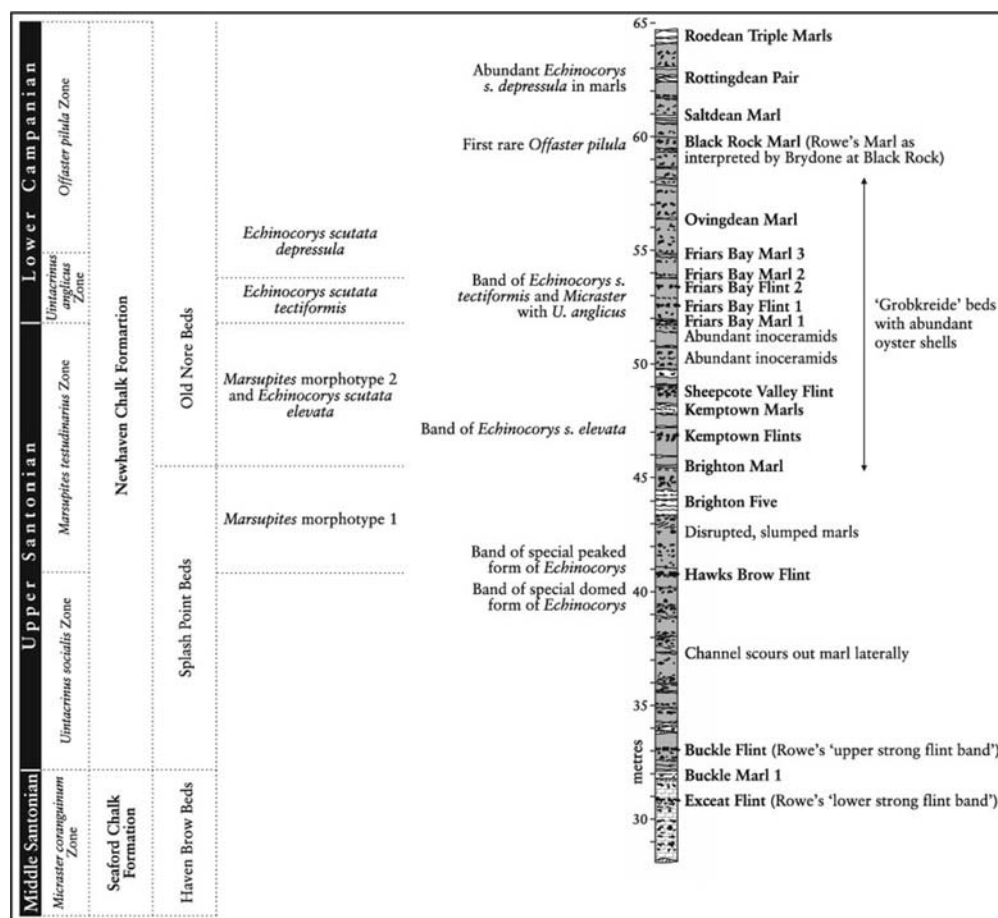 Lower Campanian
Upper Santonian
Middle Santonian
Offaster pilula Zone
Uintacrinus
anglicus
Zone
Marsupites testudinarius Zone
Uintacrinus socialis Zone
Micraster coranguinum
Zone
Newhaven Chalk Formartion
Seaford Chalk
Formation
Old Nore Beds
Splash Point Beds
Haven Brow Beds
Echinocorys scutata
depressula
Echinocorys scutata
tectiformis
Marsupites morphotype 2
and Echinocorys scutata
elevata
Marsupites morphotype 1
Abundant Echinocorys
s. depressula in marls
First rare Offaster pilula
Band of Echinocorys s.
tectiformis and Micraster
with U. anglicus
Band of Echinocorys s. elevata
Band of special peaked
form of Echinocorys
Band of special domed
form of Echinocorys
65
60
55
50
45
40
35
30
metres
Roedean Triple Marls
Rottingdean Pair
Saltdean Marl
Black Rock Marl (Rowe's Marl as
interpreted by Brydone at Black Rock)
Ovingdean Marl
Friars Bay Marl 3
Friars Bay Marl 2
Friars Bay Flint 2
Friars Bay Flint 1
Friars Bay Marl 1
Abundant inoceramids
Abundant inoceramids
Sheepcote Valley Flint
Kemptown Marls
Kemptown Flints
Brighton Marl
Brighton Five
Disrupted, slumped marls
Hawks Brow Flint
Channel scours out marl laterally
Buckle Flint (Rowe's 'upper strong flint band')
Buckle Marl 1
Exceat Flint (Rowe's 'lower strong flint band')
'Grobkreide' beds
with abundant
oyster shells